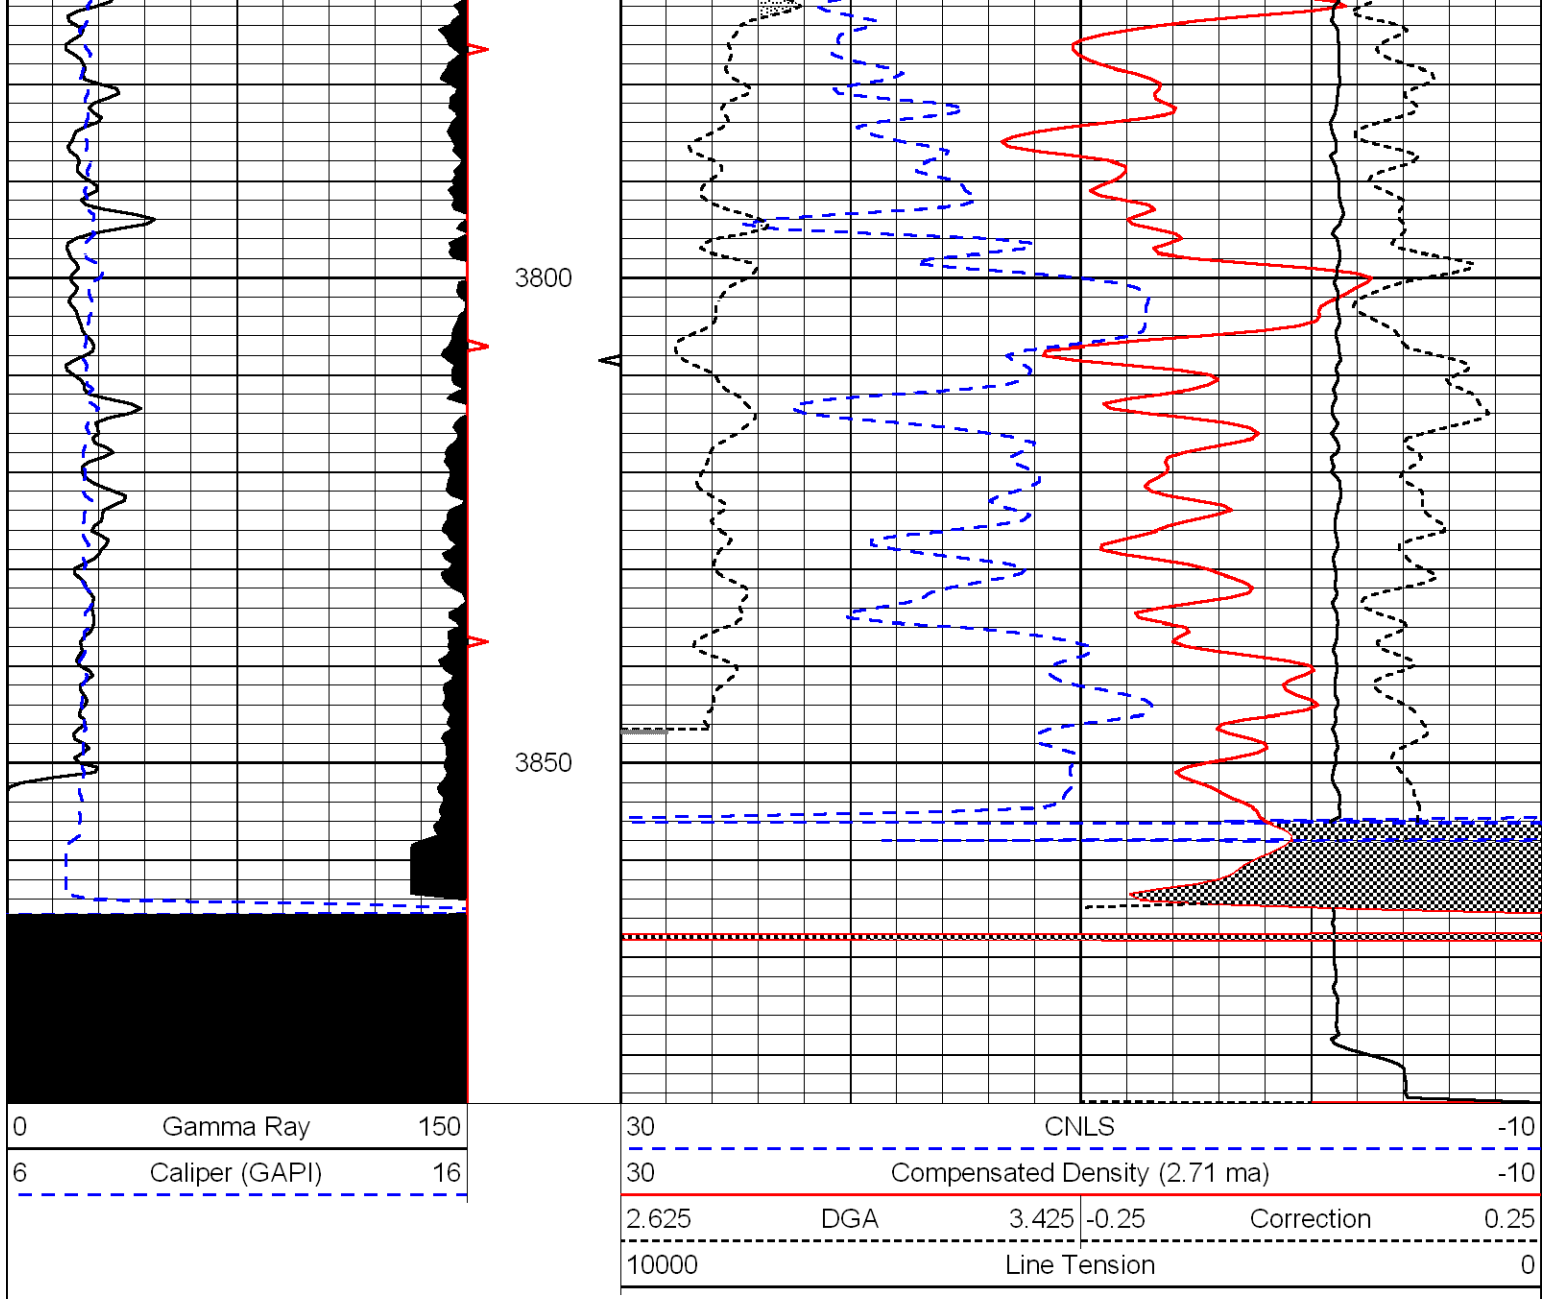 3800
3850
0 Gamma Ray 150
6 Caliper (GAPI) 16
30 CNLS -10
30 Compensated Density (2.71 ma) -10
2.625 DGA 3.425 -0.25 Correction 0.25
10000 Line Tension 0